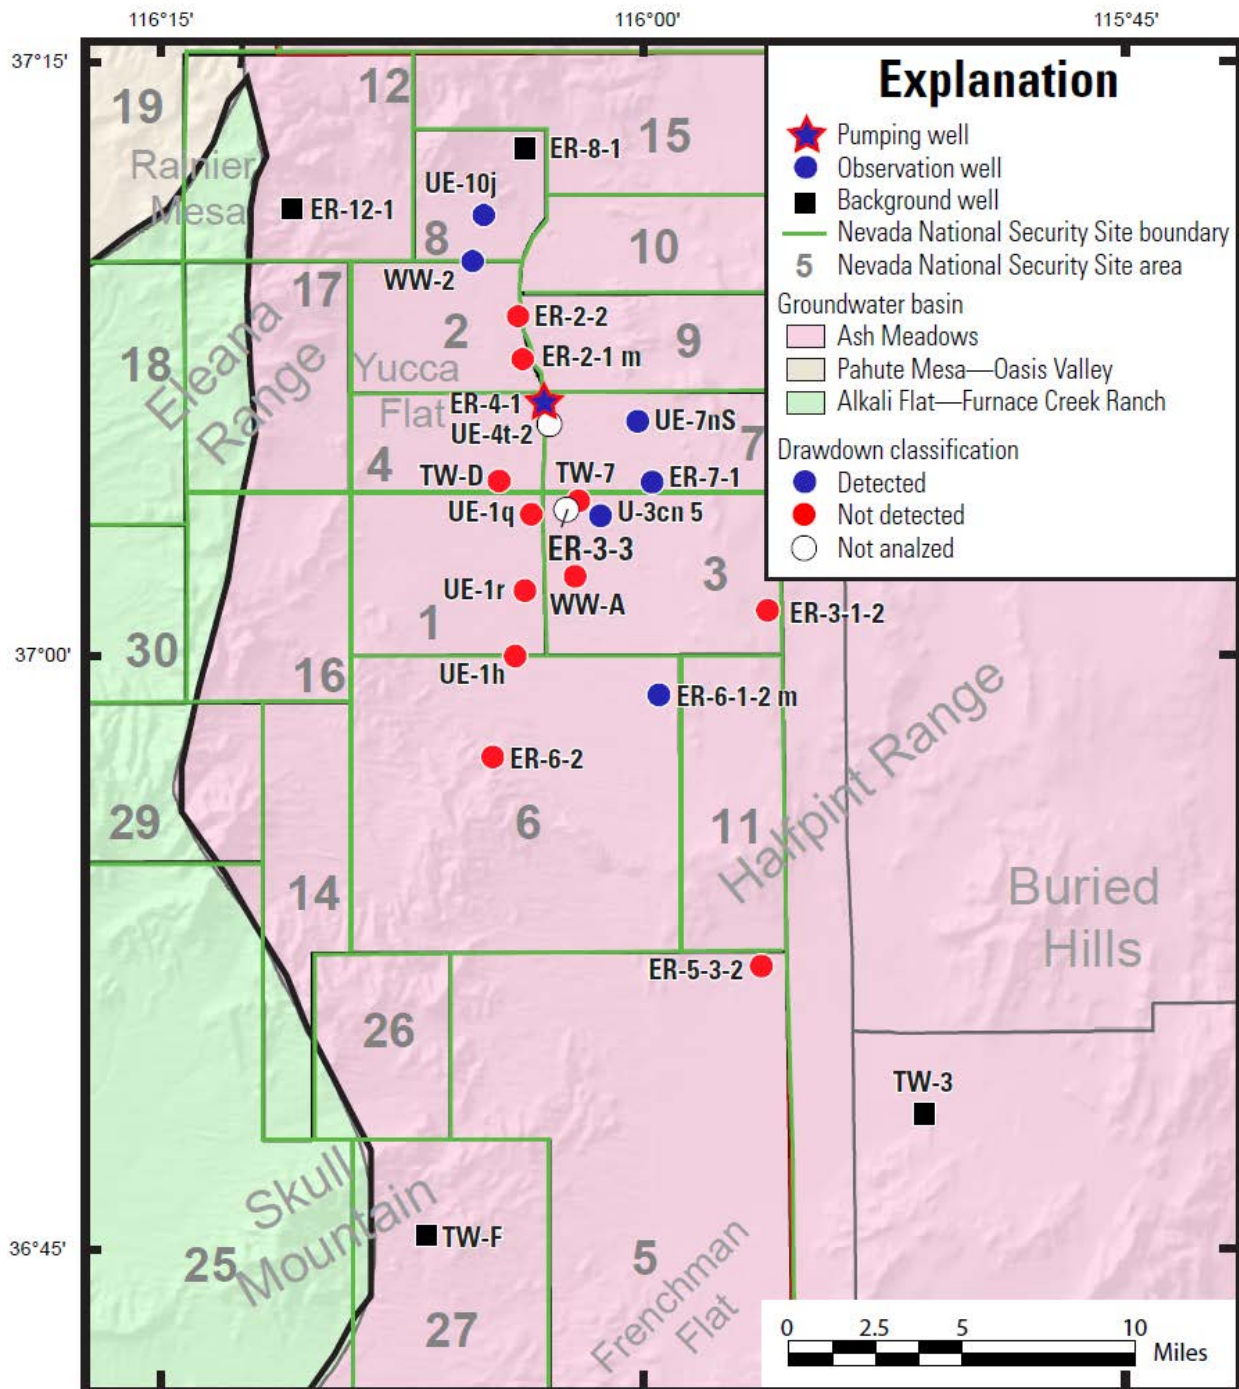 116°15' 116°00' 115°45'
37°15'
37°00'
36°45'
Explanation
Pumping well
Observation well
Background well
Nevada National Security Site boundary
5 Nevada National Security Site area
Groundwater basin
Ash Meadows
Pahute Mesa—Oasis Valley
Alkali Flat—Furnace Creek Ranch
Drawdown classification
Detected
Not detected
Not analzed
19
12
15
Rainier
Mesa
ER-8-1
UE-10j
ER-12-1
8
10
WW-2
17
2
ER-2-2
9
18
Eleana
Range
Yucca
Flat
ER-2-1 m
ER-4-1
UE-4t-2
UE-7nS
7
4
TW-D
TW-7
ER-7-1
UE-1q
U-3cn 5
ER-3-3
3
UE-1r
WW-A
1
ER-3-1-2
30
16
UE-1h
ER-6-1-2 m
ER-6-2
29
6
11
Halfpint Range
14
Buried
Hills
ER-5-3-2
26
TW-3
Skull
Mountain
TW-F
25
5
27
Frenchman
Flat
0 2.5 5 10
Miles